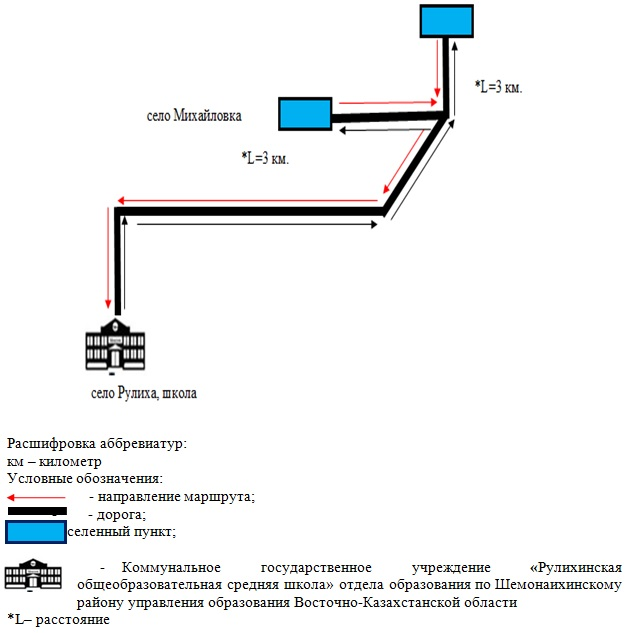 *L=3 км.
село Михайловка
*L=3 км.
село Рулиха, школа
Расшифровка аббревиатур:
км – километр
Условные обозначения:
- направление маршрута;
- дорога;
селенный пункт;
- Коммунальное государственное учреждение «Рулихинская
общеобразовательная средняя школа» отдела образования по Шемонаихинскому
району управления образования Восточно-Казахстанской области
*L– расстояние